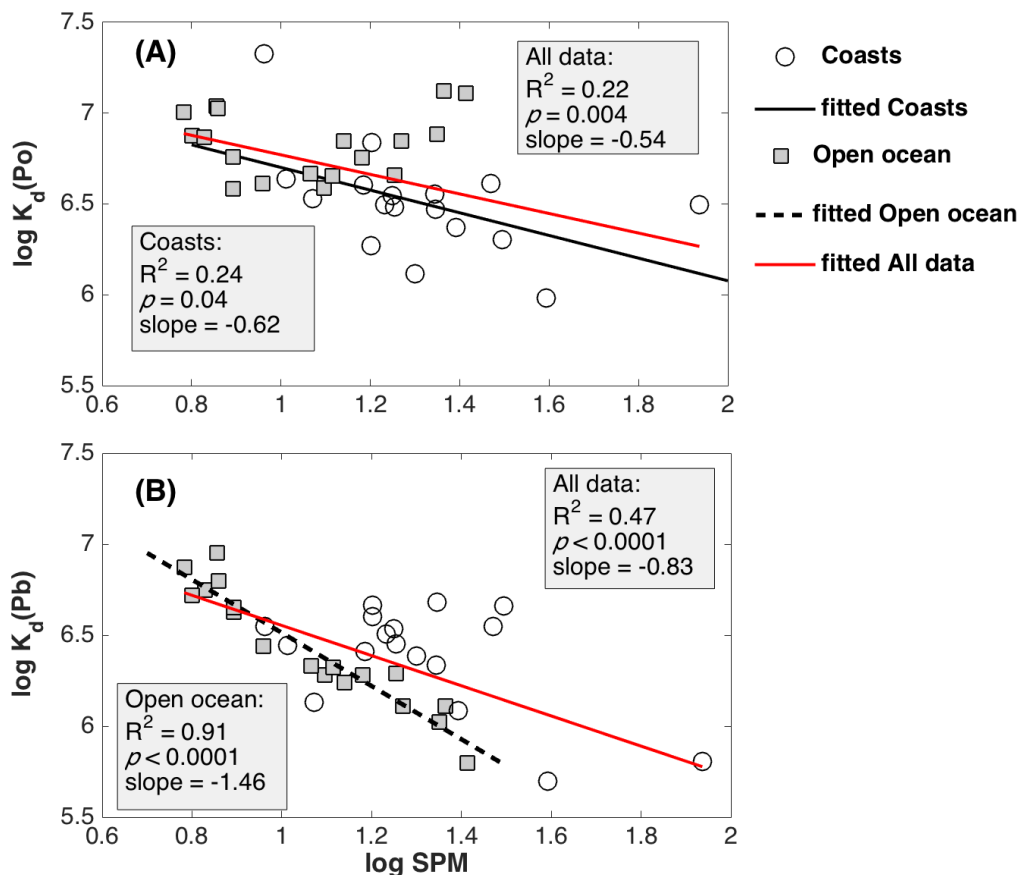 (A)
All data:
R² = 0.22
p = 0.004
slope = -0.54
Coasts:
R² = 0.24
p = 0.04
slope = -0.62
7.5
7
6.5
6
5.5
log K_d(Po)
0.6 0.8 1 1.2 1.4 1.6 1.8 2
Coasts
fitted Coasts
Open ocean
fitted Open ocean
fitted All data
(B)
All data:
R² = 0.47
p < 0.0001
slope = -0.83
Open ocean:
R² = 0.91
p < 0.0001
slope = -1.46
7.5
7
6.5
6
5.5
log K_d(Pb)
0.6 0.8 1 1.2 1.4 1.6 1.8 2
log SPM